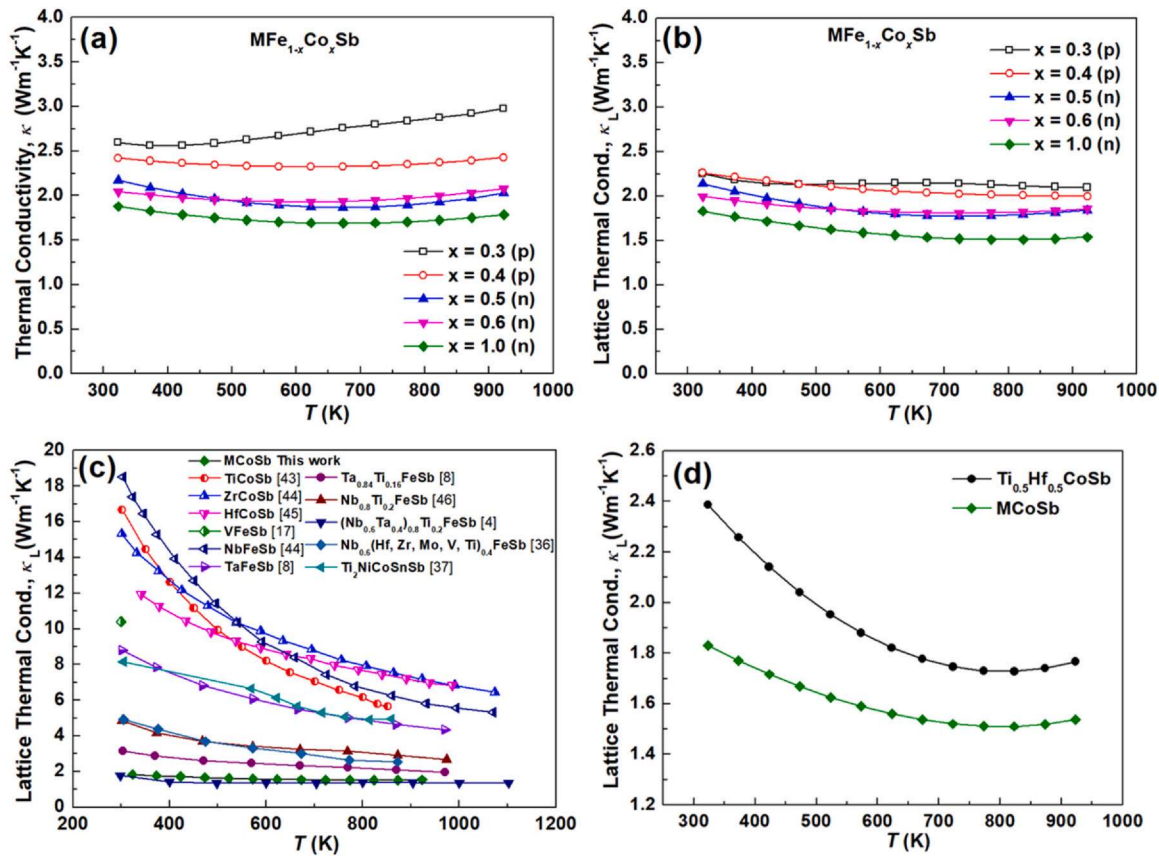 (a)
MFe1-xCoxSb
Thermal Conductivity, κ (Wm-1K-1)
4.0
3.5
3.0
2.5
2.0
1.5
1.0
0.5
0.0
x = 0.3 (p)
x = 0.4 (p)
x = 0.5 (n)
x = 0.6 (n)
x = 1.0 (n)
300 400 500 600 700 800 900 1000
T (K)
(b)
MFe1-xCoxSb
Lattice Thermal Cond., κL(Wm-1K-1)
4.0
3.5
3.0
2.5
2.0
1.5
1.0
0.5
0.0
x = 0.3 (p)
x = 0.4 (p)
x = 0.5 (n)
x = 0.6 (n)
x = 1.0 (n)
300 400 500 600 700 800 900 1000
T (K)
(c)
Lattice Thermal Cond., κL(Wm-1K-1)
20
18
16
14
12
10
8
6
4
2
0
MCoSb This work
TiCoSb [43]
ZrCoSb [44]
HfCoSb [45]
VFeSb [17]
NbFeSb [44]
TaFeSb [8]
Ta0.84Ti0.16FeSb [8]
Nb0.8Ti0.2FeSb [46]
(Nb0.6Ta0.4)0.8Ti0.2FeSb [4]
Nb0.6(Hf, Zr, Mo, V, Ti)0.4FeSb [36]
Ti2NiCoSnSb [37]
200 400 600 800 1000 1200
T (K)
(d)
Lattice Thermal Cond., κL(Wm-1K-1)
2.6
2.4
2.2
2.0
1.8
1.6
1.4
1.2
Ti0.5Hf0.5CoSb
MCoSb
300 400 500 600 700 800 900 1000
T (K)